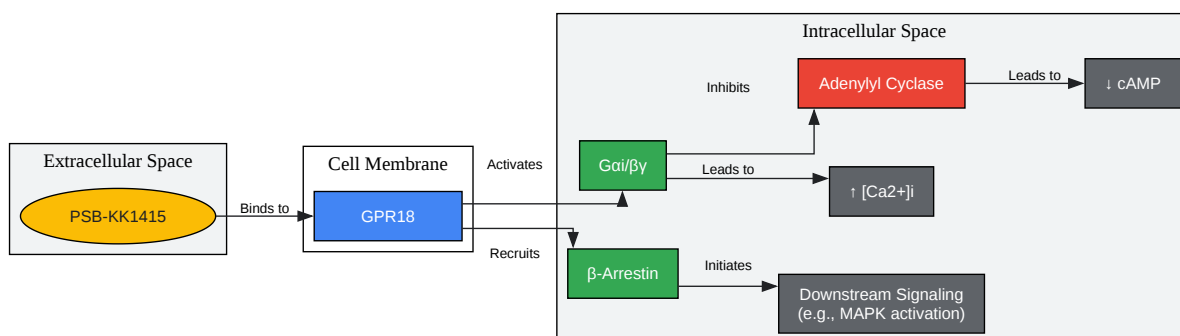 Extracellular Space
PSB-KK1415
Binds to
Cell Membrane
GPR18
Activates
Recruits
Intracellular Space
Gαi/βγ
Inhibits
Adenylyl Cyclase
Leads to
↓ cAMP
Leads to
↑ [Ca2+]i
β-Arrestin
Initiates
Downstream Signaling
(e.g., MAPK activation)